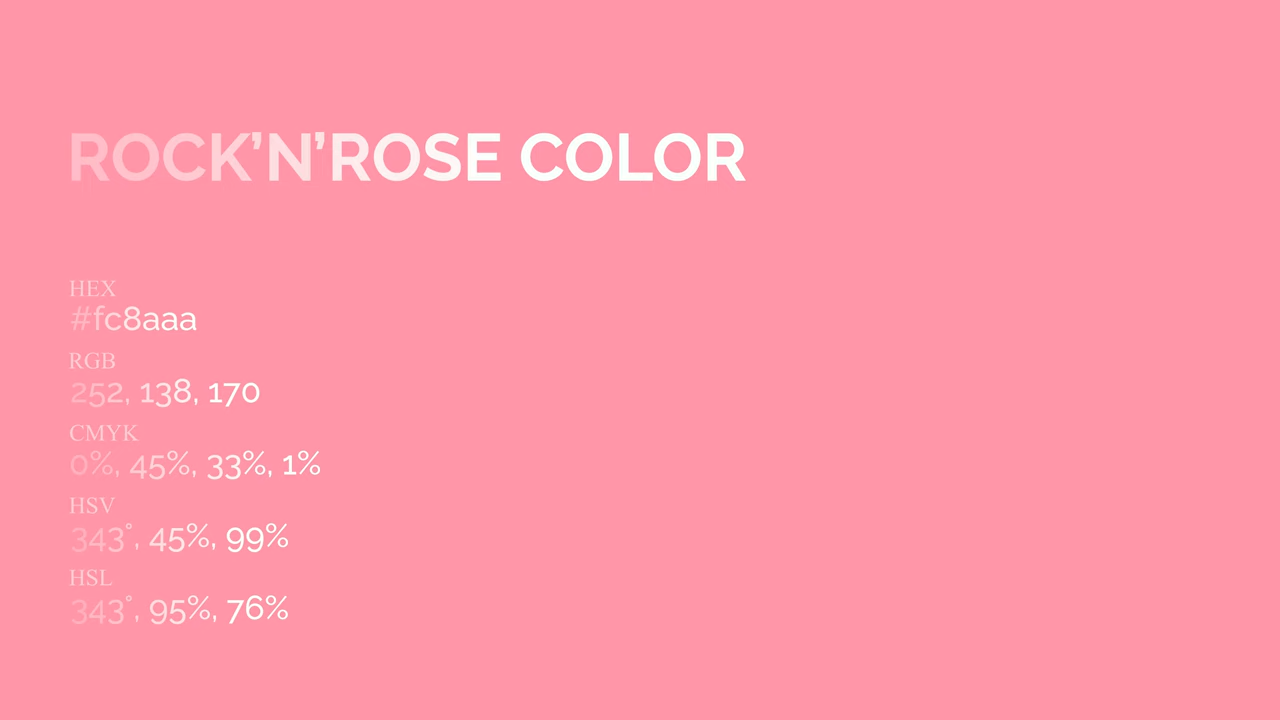 ROCK’N’ROSE COLOR
HEX
#fc8aaa
RGB
252, 138, 170
CMYK
0%, 45%, 33%, 1%
HSV
343°, 45%, 99%
HSL
343°, 95%, 76%